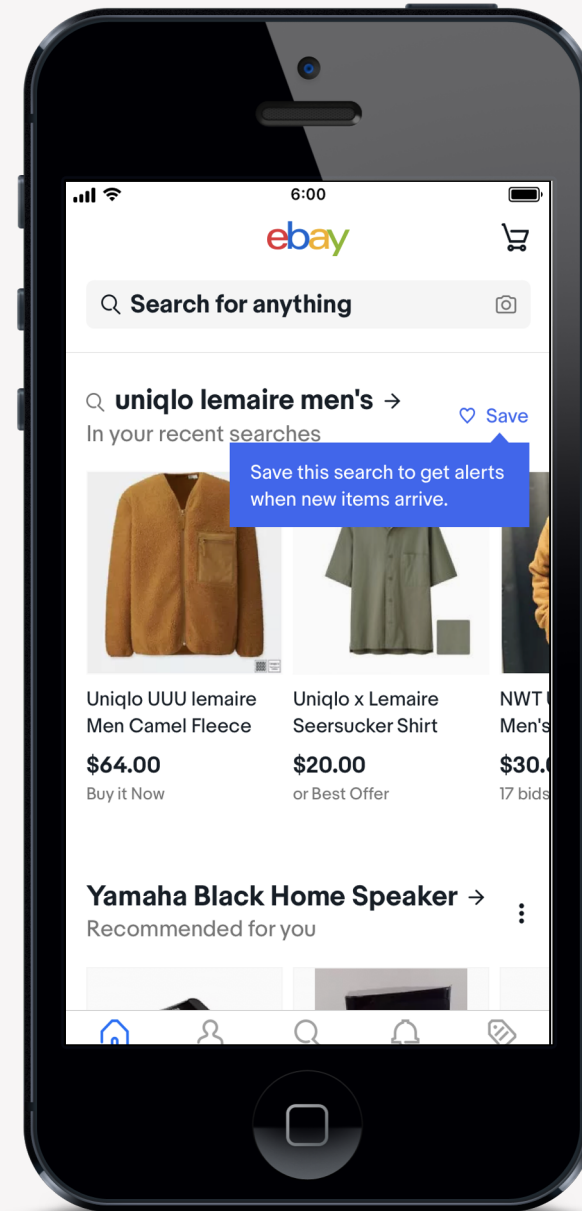 6:00
ebay
Search for anything
uniqlo lemaire men's
Save
In your recent searches
Save this search to get alerts
when new items arrive.
Uniqlo UUU lemaire
Men Camel Fleece
$64.00
Buy it Now
Uniqlo x Lemaire
Seersucker Shirt
$20.00
or Best Offer
NWT
Men's
$30.
17 bids
Yamaha Black Home Speaker
Recommended for you